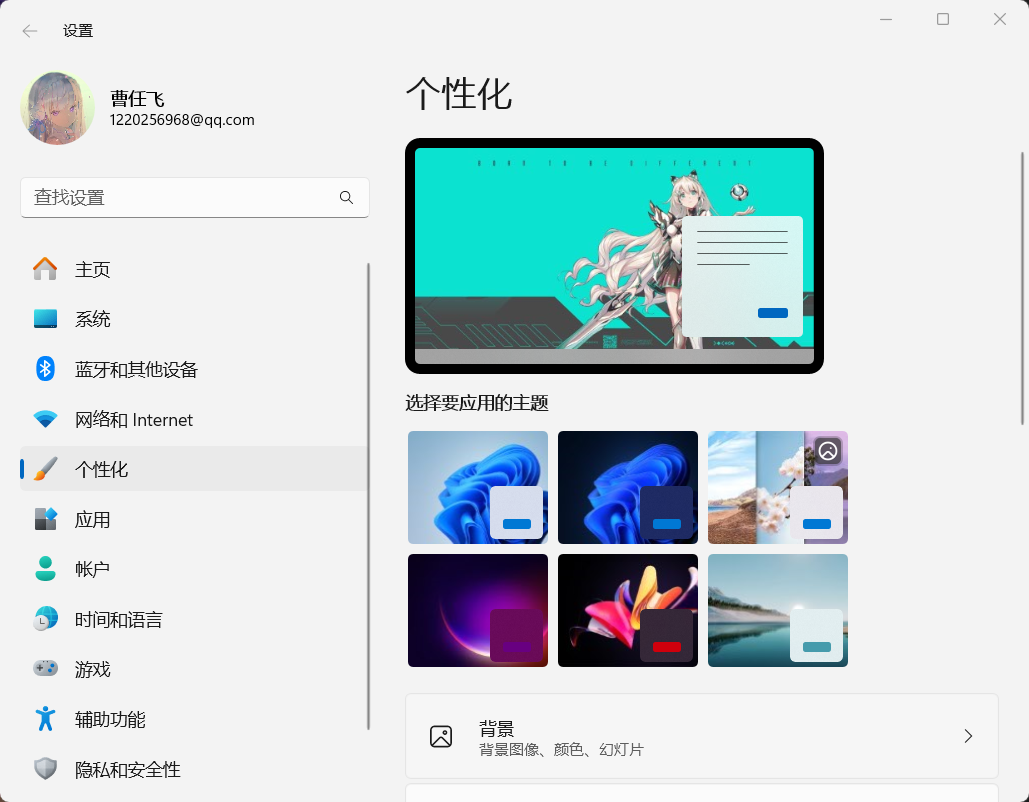 设置
曹任飞
1220256968@qq.com
查找设置
主页
系统
蓝牙和其他设备
网络和 Internet
个性化
应用
帐户
时间和语言
游戏
辅助功能
隐私和安全性
个性化
选择要应用的主题
背景
背景图像、颜色、幻灯片